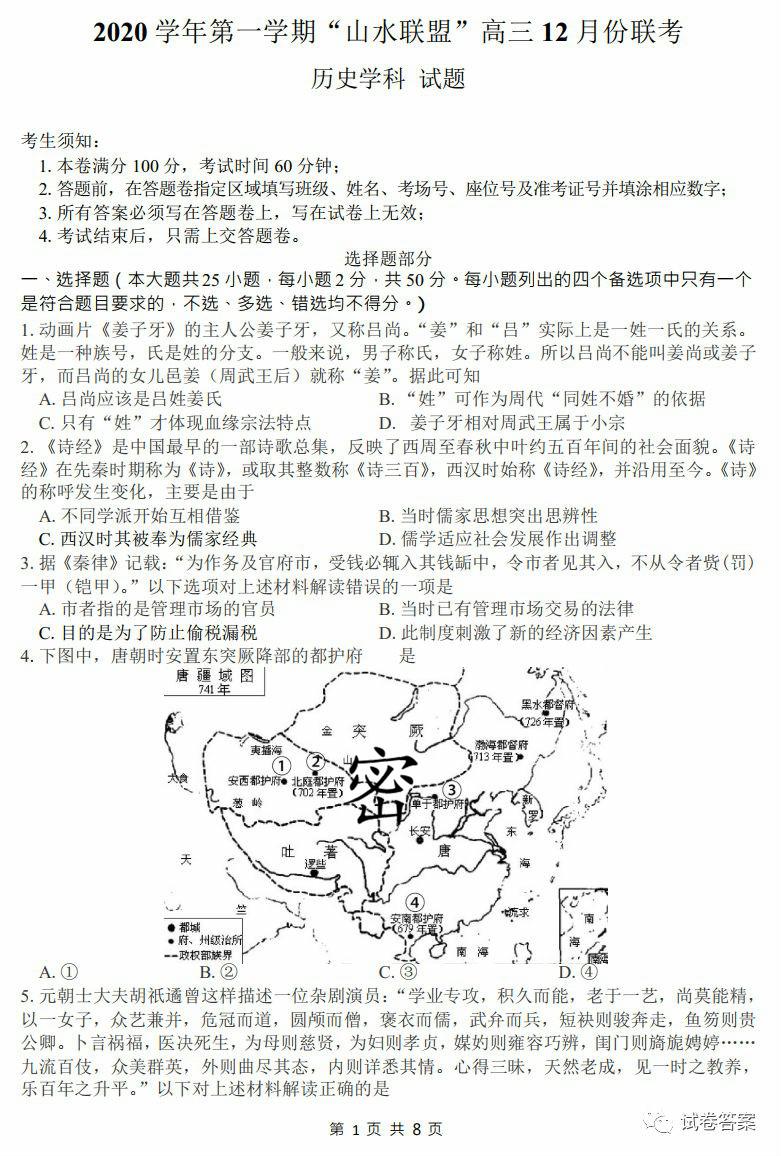 2020 学年第一学期“山水联盟”高三 12 月份联考
历史学科 试题
考生须知：
1. 本卷满分 100 分，考试时间 60 分钟；
2. 答题前，在答题卷指定区域填写班级、姓名、考场号、座位号及准考证号并填涂相应数字；
3. 所有答案必须写在答题卷上，写在试卷上无效；
4. 考试结束后，只需上交答题卷。
选择题部分
一、选择题（本大题共 25 小题，每小题 2 分，共 50 分。每小题列出的四个备选项中只有一个
是符合题目要求的，不选、多选、错选均不得分。)
1. 动画片《姜子牙》的主人公姜子牙，又称吕尚。“姜”和“吕”实际上是一姓一氏的关系。
姓是一种族号，氏是姓的分支。一般来说，男子称氏，女子称姓。所以吕尚不能叫姜尚或姜子
牙，而吕尚的女儿邑姜（周武王后）就称“姜”。据此可知
A. 吕尚应该是吕姓姜氏 B. “姓”可作为周代“同姓不婚”的依据
C. 只有“姓”才体现血缘宗法特点 D. 姜子牙相对周武王属于小宗
2. 《诗经》是中国最早的一部诗歌总集，反映了西周至春秋中叶约五百年间的社会面貌。《诗
经》在先秦时期称为《诗》，或取其整数称《诗三百》，西汉时始称《诗经》，并沿用至今。《诗》
的称呼发生变化，主要是由于
A. 不同学派开始互相借鉴 B. 当时儒家思想突出思辨性
C. 西汉时其被奉为儒家经典 D. 儒学适应社会发展作出调整
3. 据《秦律》记载：“为作务及官府市，受钱必辄入其钱缿中，令市者见其入，不从令者赀(罚)
一甲（铠甲）。”以下选项对上述材料解读错误的一项是
A. 市者指的是管理市场的官员 B. 当时已有管理市场交易的法律
C. 目的是为了防止偷税漏税 D. 此制度刺激了新的经济因素产生
4. 下图中，唐朝时安置东突厥降部的都护府 是
唐疆域图
741年
金 突 厥
山
黑水都督府
(726年置)
渤海都督府
(713年置)
夷播海
① ②
大食
安西都护府 北庭都护府
(702年置)
密
③
单于都护府
葱岭
新罗
长安
东
海
吐 蕃
唐
逻些
天
竺
④
安南都护府
(679年置)
流求
南海
南
海
都城
府、州级治所
政权部族界
A. ① B. ② C. ③ D. ④
5. 元朝士大夫胡祗遹曾这样描述一位杂剧演员：“学业专攻，积久而能，老于一艺，尚莫能精，
以一女子，众艺兼并，危冠而道，圆颅而僧，褒衣而儒，武弁而兵，短袂则骏奔走，鱼笏则贵
公卿。卜言祸福，医决死生，为母则慈贤，为妇则孝贞，媒妁则雍容巧辨，闺门则旖旎娉婷……
九流百伎，众美群英，外则曲尽其态，内则详悉其情。心得三昧，天然老成，见一时之教养，
乐百年之升平。”以下对上述材料解读正确的是
第 1 页 共 8 页
试卷答案